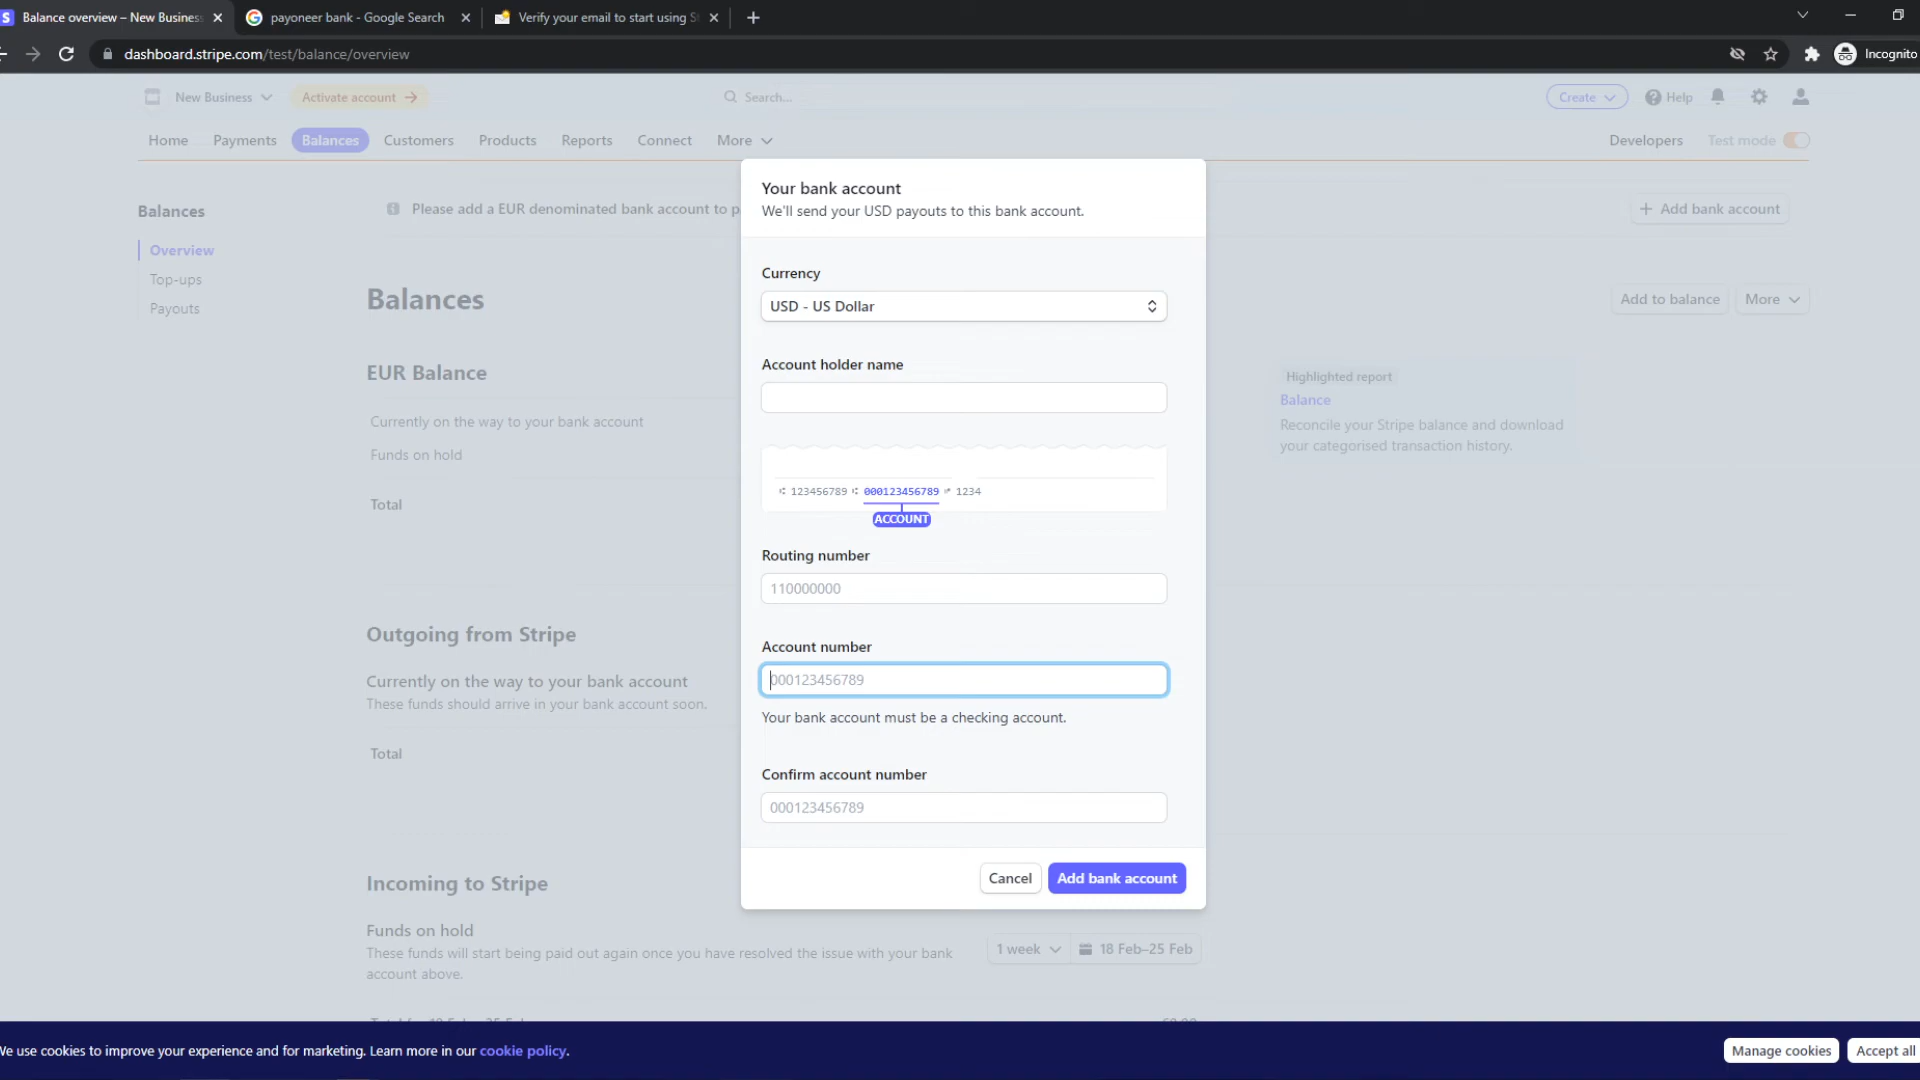 Balance overview – New Business
payoneer bank - Google Search
Verify your email to start using S
dashboard.stripe.com/test/balance/overview
Incognito
New Business
Activate account
Search...
Create
Help
Home
Payments
Balances
Customers
Products
Reports
Connect
More
Developers
Test mode
Your bank account
We'll send your USD payouts to this bank account.
Balances
Please add a EUR denominated bank account to p
Add bank account
Overview
Top-ups
Payouts
Balances
Add to balance
More
Currency
USD - US Dollar
Account holder name
EUR Balance
Currently on the way to your bank account
Funds on hold
Total
Highlighted report
Balance
Reconcile your Stripe balance and download
your categorised transaction history.
123456789 000123456789 1234
ACCOUNT
Routing number
110000000
Account number
000123456789
Your bank account must be a checking account.
Confirm account number
000123456789
Cancel
Add bank account
Outgoing from Stripe
Currently on the way to your bank account
These funds should arrive in your bank account soon.
Total
Incoming to Stripe
Funds on hold
These funds will start being paid out again once you have resolved the issue with your bank
account above.
1 week
18 Feb–25 Feb
We use cookies to improve your experience and for marketing. Learn more in our cookie policy.
Manage cookies
Accept all